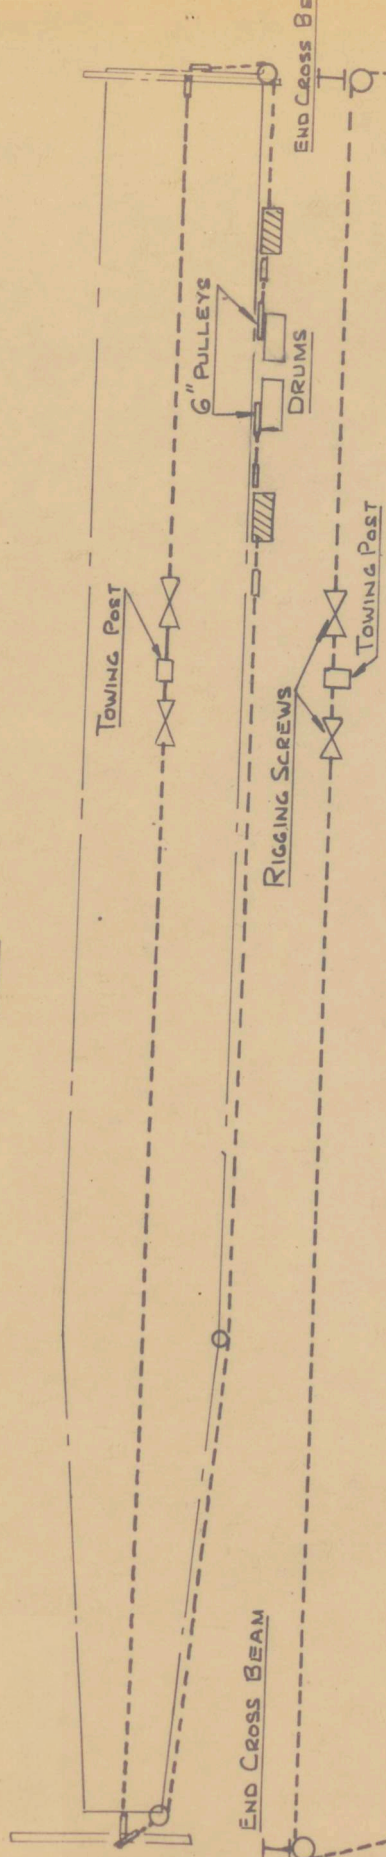 END CROSS BE
6" PULLEYS
DRUMS
TOWING POST
RIGGING SCREWS
TOWING POST
END CROSS BEAM